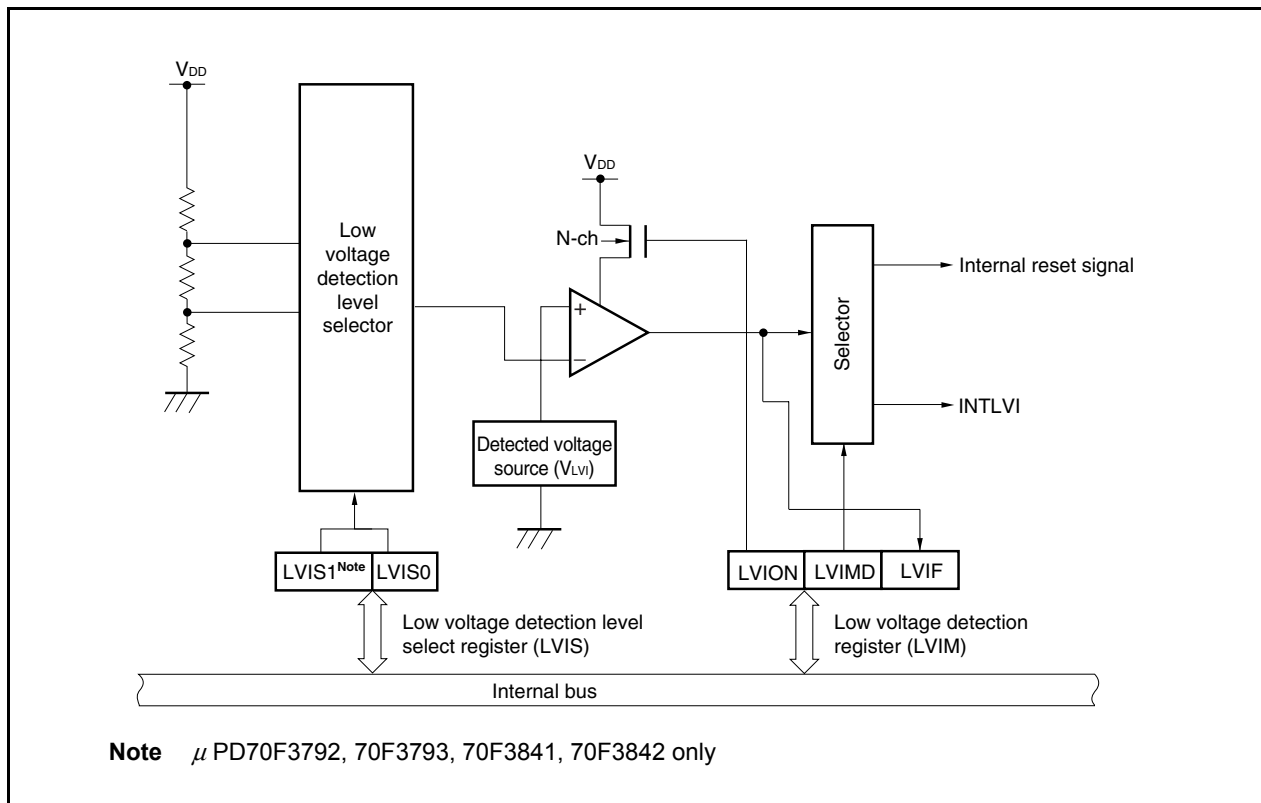 VDD
Low
voltage
detection
level
selector
VDD
N-ch
+
−
Detected voltage
source (VLVI)
Selector
Internal reset signal
INTLVI
LVIS1Note LVIS0
LVION LVIMD LVIF
Low voltage detection level
select register (LVIS)
Low voltage detection
register (LVIM)
Internal bus
Note μ PD70F3792, 70F3793, 70F3841, 70F3842 only